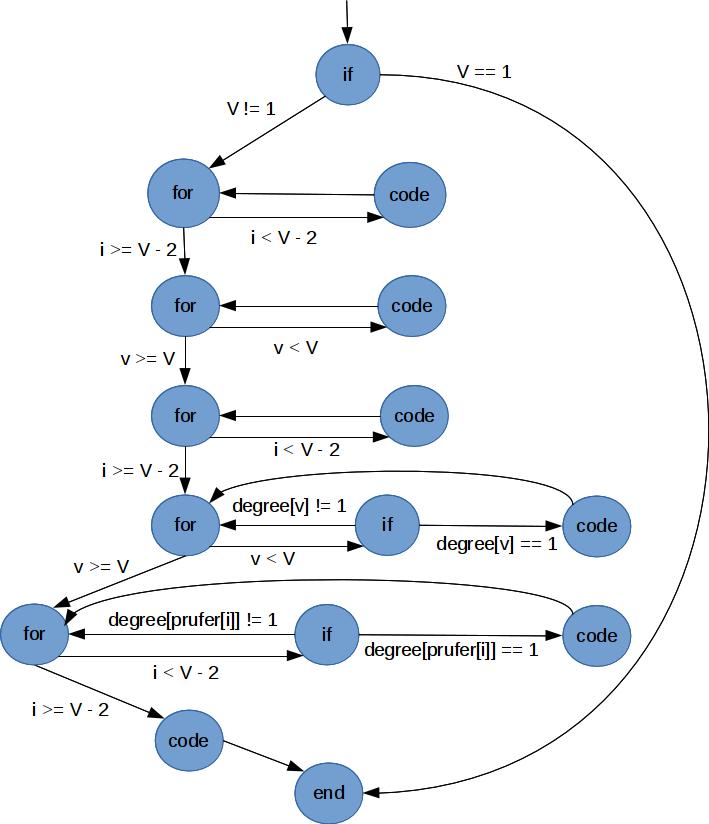 if
V == 1
V != 1
for
code
i >= V - 2
i < V - 2
for
code
v >= V
v < V
for
code
i >= V - 2
i < V - 2
for
degree[v] != 1
if
degree[v] == 1
code
v >= V
v < V
for
degree[prufer[i]] != 1
if
degree[prufer[i]] == 1
code
i < V - 2
i >= V - 2
code
end